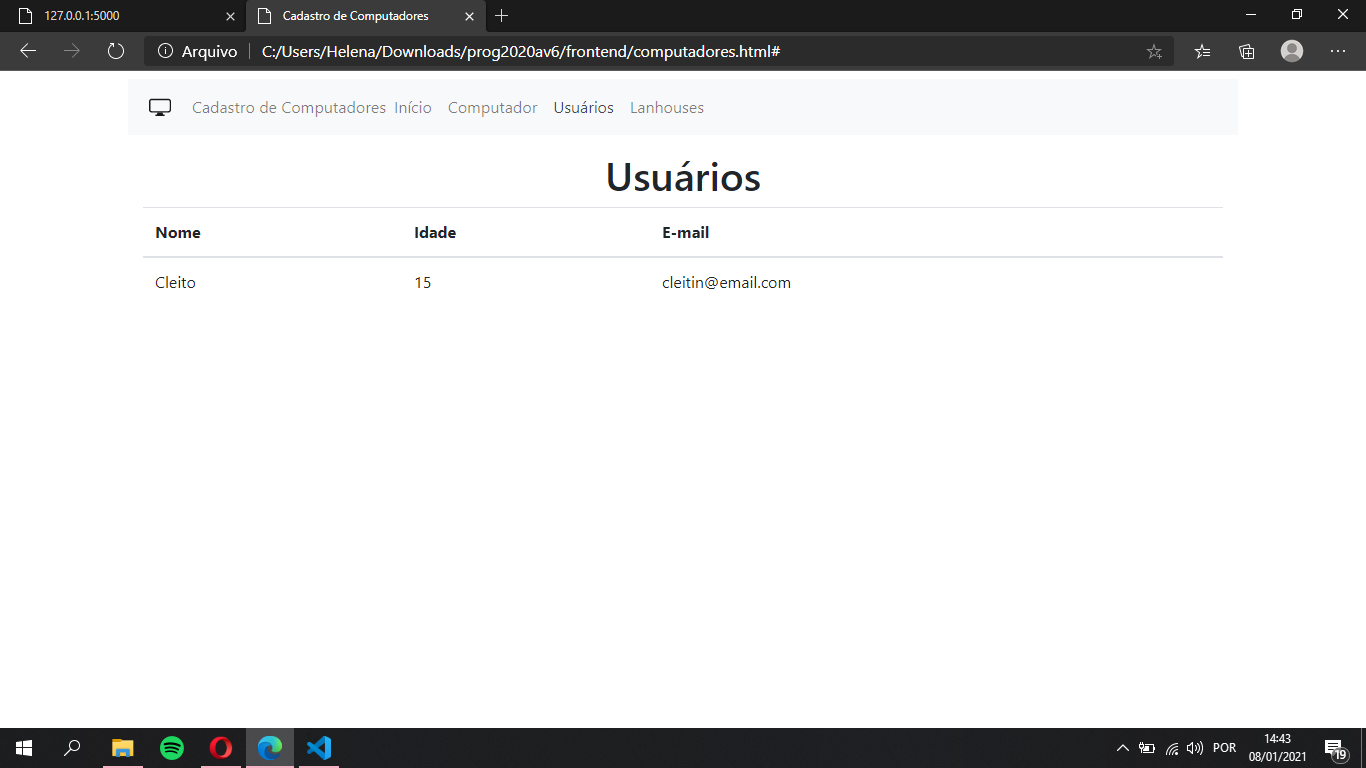 127.0.0.1:5000
Cadastro de Computadores
Arquivo C:/Users/Helena/Downloads/prog2020av6/frontend/computadores.html#
Cadastro de Computadores Início Computador Usuários Lanhouses
Usuários
Nome Idade E-mail
Cleito 15 cleitin@email.com
POR
14:43
08/01/2021
19